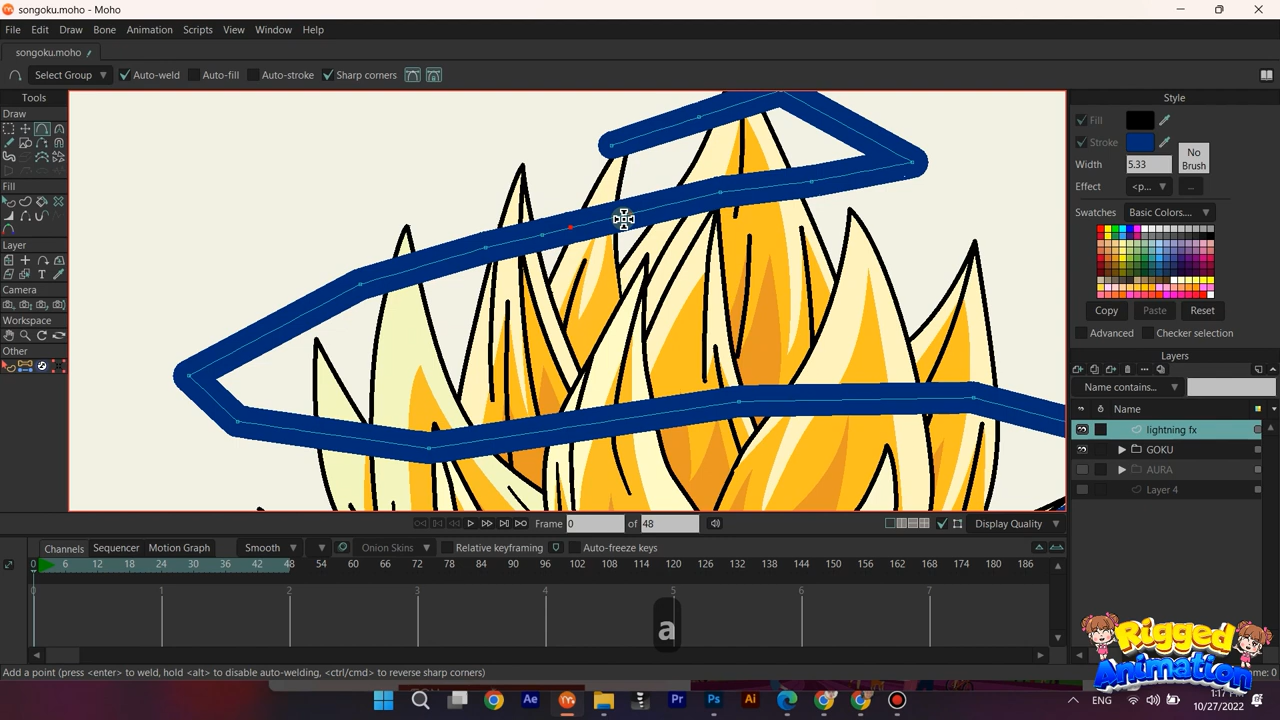 songoku.moho - Moho
File Edit Draw Bone Animation Scripts View Window Help
songoku.moho
Select Group Auto-weld Auto-fill Auto-stroke Sharp corners
Tools
Draw
Fill
Layer
Camera
Workspace
Other
Style
Fill
Stroke
No Brush
Width 5.33
Effect <p... ...
Swatches Basic Colors....
Copy Paste Reset
Advanced Checker selection
Layers
Name contains...
Name
lightning fx
GOKU
AURA
Layer 4
Frame 0 of 48 Display Quality
Channels Sequencer Motion Graph Smooth Onion Skins Relative keyframing Auto-freeze keys
0 6 12 18 24 30 36 42 48 54 60 66 72 78 84 90 96 102 108 114 120 126 132 138 144 150 156 162 168 174 180 186
0 1 2 3 4 5 6 7
a
Rigged Animation
Add a point (press <enter> to weld, hold <alt> to disable auto-welding, <ctrl/cmd> to reverse sharp corners)
me: 0
ENG
1:17 PM
10/27/2022